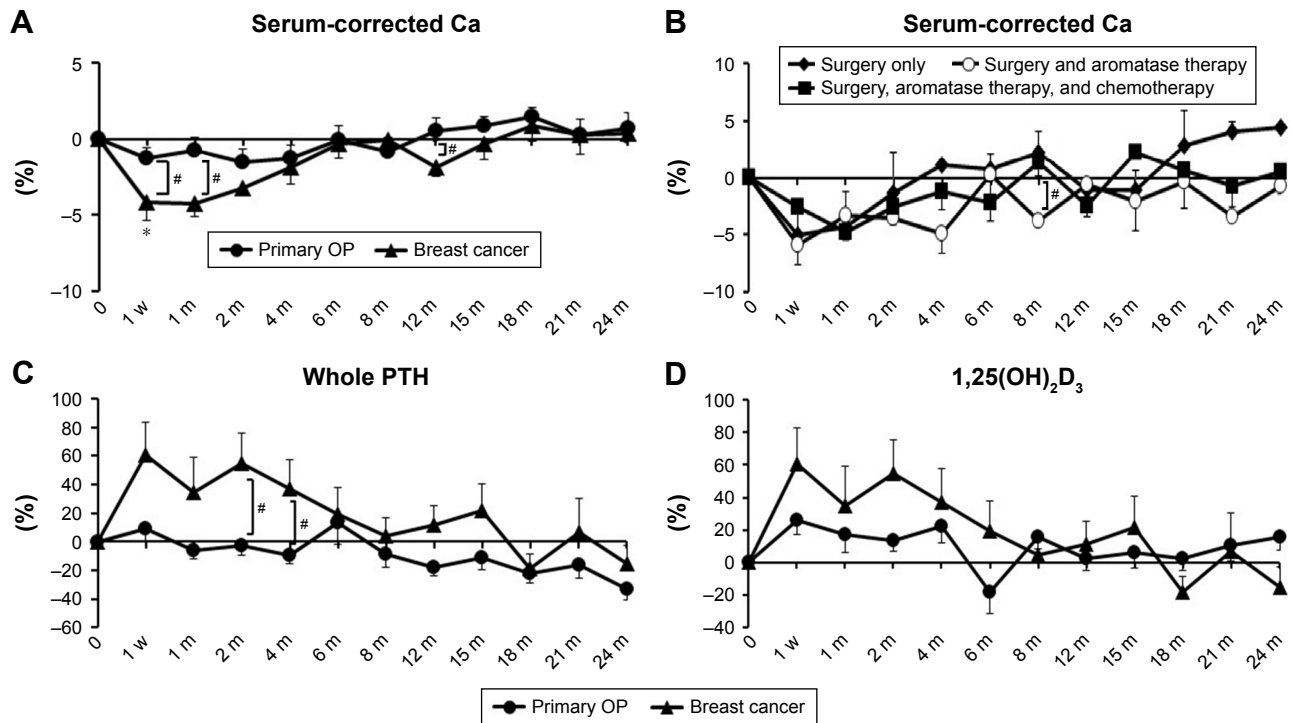 A
Serum-corrected Ca
5
0
–5
–10
(%)
#
#
#
*
Primary OP
Breast cancer
0
1 w
1 m
2 m
4 m
6 m
8 m
12 m
15 m
18 m
21 m
24 m
B
Serum-corrected Ca
10
5
0
–5
–10
(%)
Surgery only
Surgery and aromatase therapy
Surgery, aromatase therapy, and chemotherapy
#
0
1 w
1 m
2 m
4 m
6 m
8 m
12 m
15 m
18 m
21 m
24 m
C
Whole PTH
100
80
60
40
20
0
–20
–40
–60
(%)
#
#
0
1 w
1 m
2 m
4 m
6 m
8 m
12 m
15 m
18 m
21 m
24 m
D
1,25(OH)₂D₃
100
80
60
40
20
0
–20
–40
(%)
0
1 w
1 m
2 m
4 m
6 m
8 m
12 m
15 m
18 m
21 m
24 m
Primary OP
Breast cancer